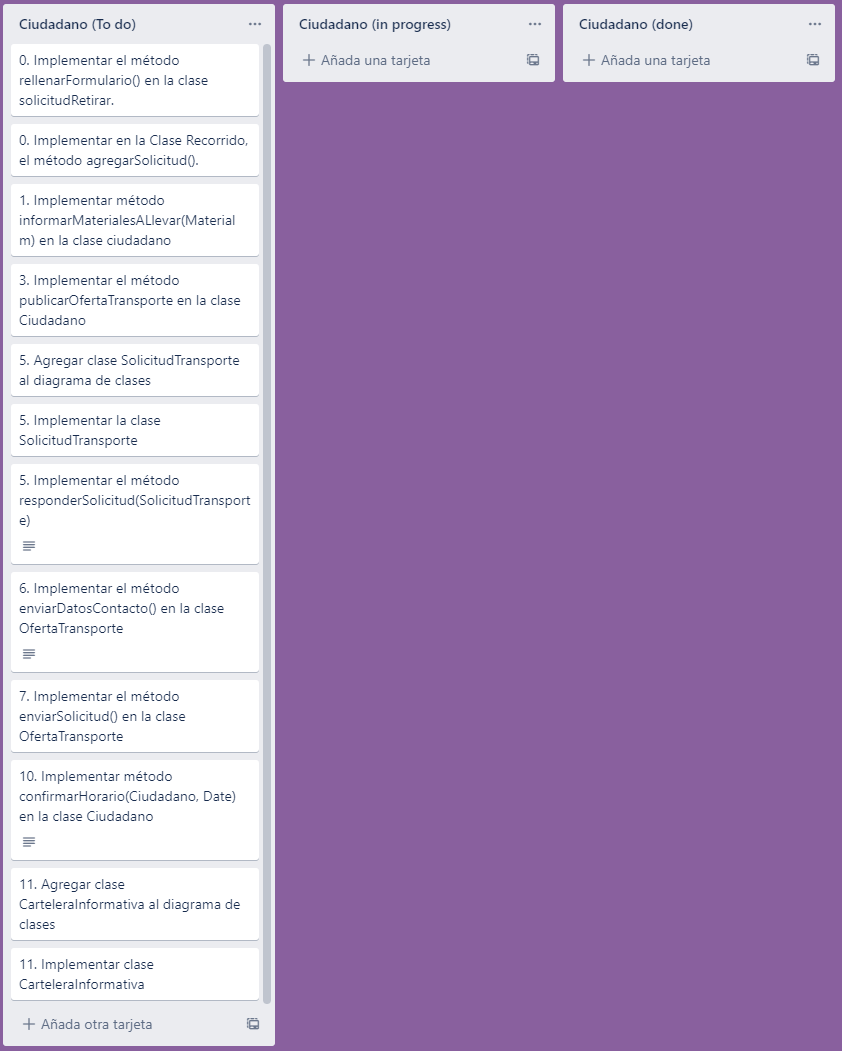 Ciudadano (To do)
0. Implementar el método
rellenarFormulario() en la clase
solicitudRetirar.
0. Implementar en la Clase Recorrido,
el método agregarSolicitud().
1. Implementar método
informarMaterialesALlevar(Material
m) en la clase ciudadano
3. Implementar el método
publicarOfertaTransporte en la clase
Ciudadano
5. Agregar clase SolicitudTransporte
al diagrama de clases
5. Implementar la clase
SolicitudTransporte
5. Implementar el método
responderSolicitud(SolicitudTransport
e)
6. Implementar el método
enviarDatosContacto() en la clase
OfertaTransporte
7. Implementar el método
enviarSolicitud() en la clase
OfertaTransporte
10. Implementar método
confirmarHorario(Ciudadano, Date)
en la clase Ciudadano
11. Agregar clase
CarteleraInformativa al diagrama de
clases
11. Implementar clase
CarteleraInformativa
Añada otra tarjeta
Ciudadano (in progress)
Añada una tarjeta
Ciudadano (done)
Añada una tarjeta